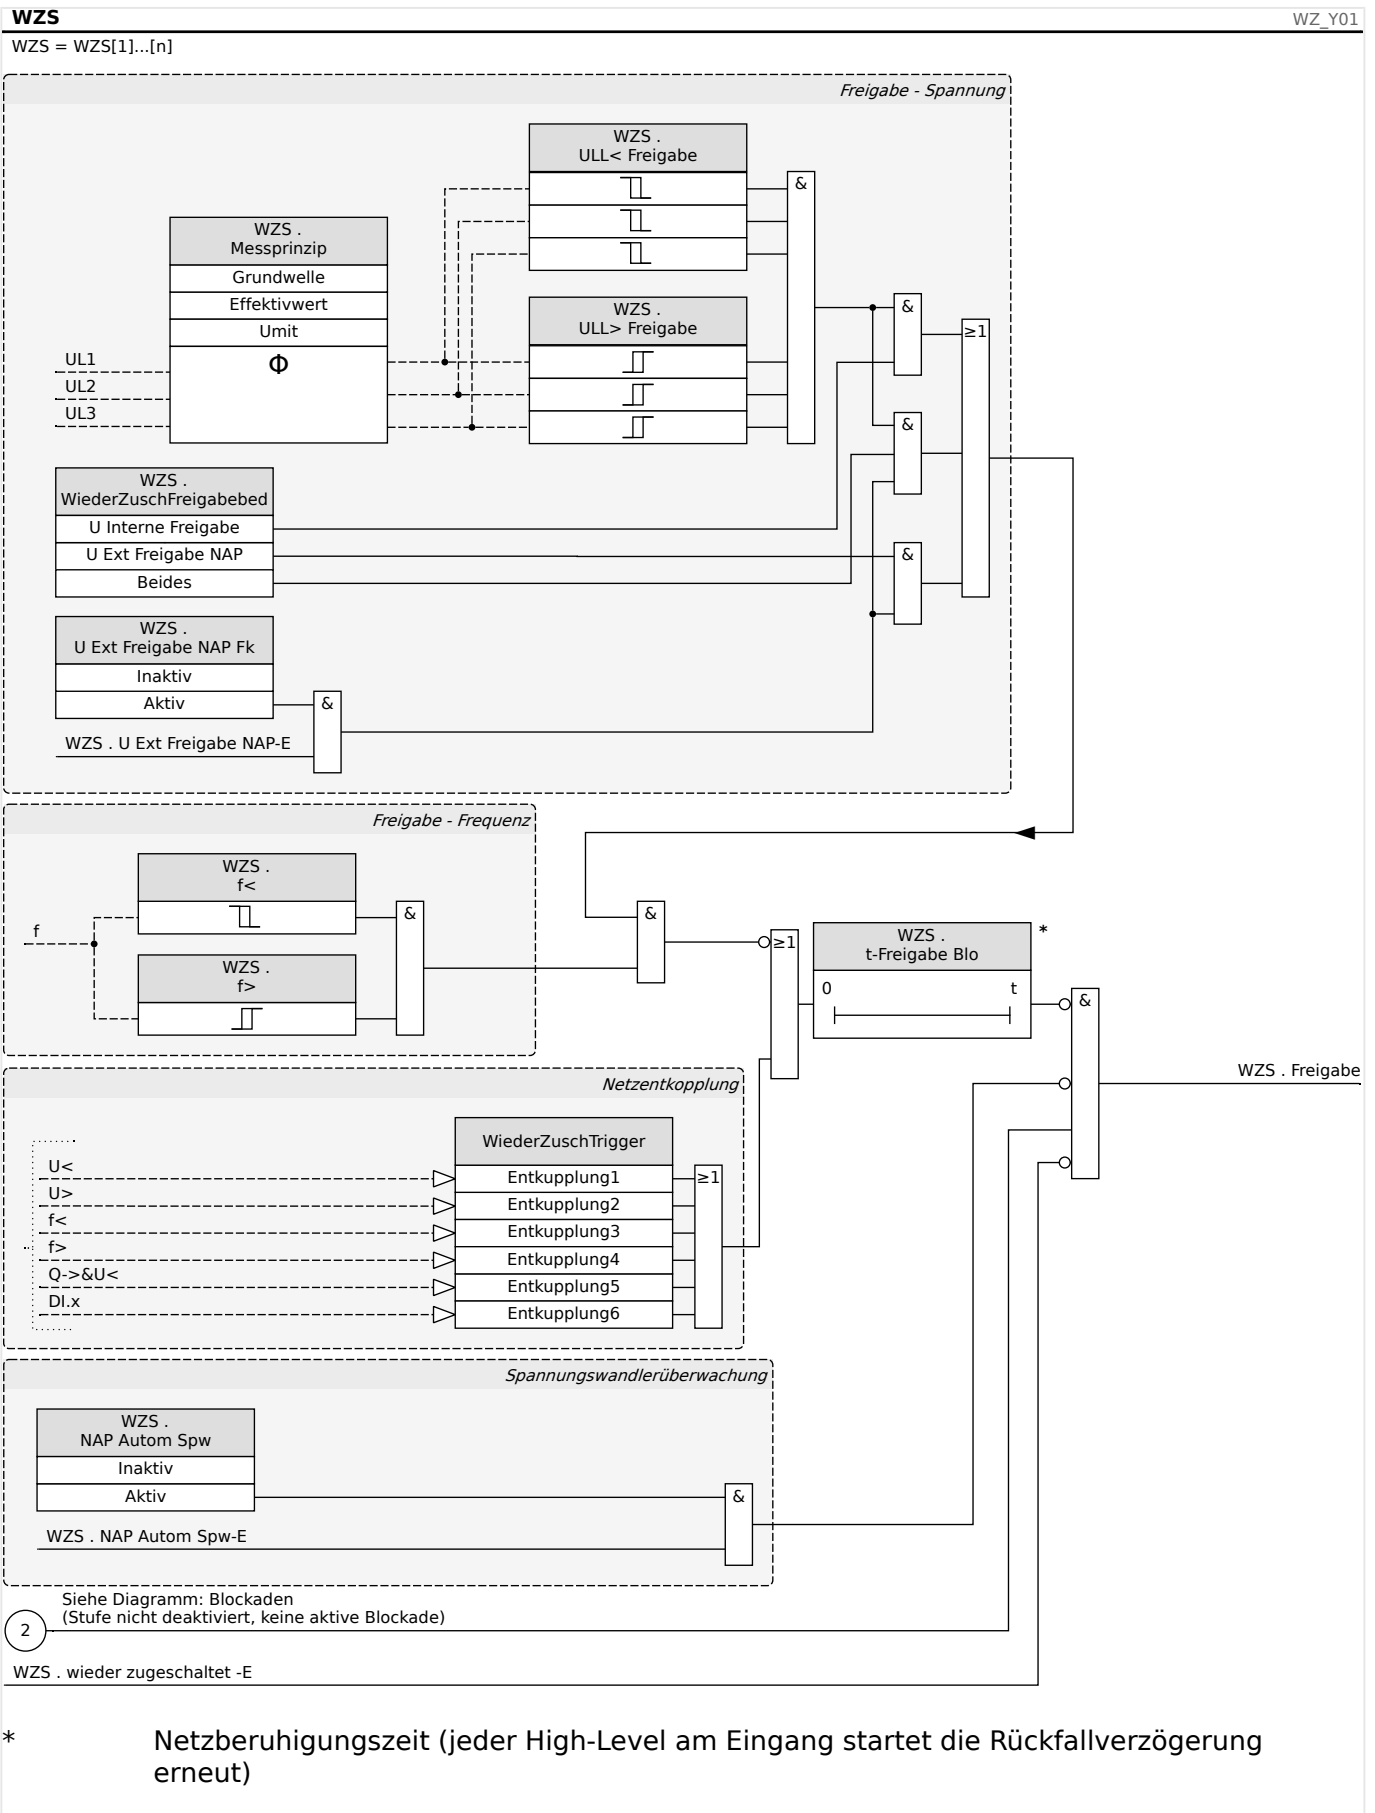 WZS
WZ_Y01
WZS = WZS[1]...[n]
Freigabe - Spannung
WZS .
ULL< Freigabe
&
WZS .
Messprinzip
Grundwelle
Effektivwert
Umit
Φ
UL1
UL2
UL3
WZS .
ULL> Freigabe
&
≥1
&
WZS .
WiederZuschFreigabebed
U Interne Freigabe
U Ext Freigabe NAP
Beides
&
WZS .
U Ext Freigabe NAP Fk
Inaktiv
Aktiv
&
WZS . U Ext Freigabe NAP-E
Freigabe - Frequenz
WZS .
f<
&
f
WZS .
f>
&
≥1
WZS .
t-Freigabe Blo
*
0 t
&
WZS . Freigabe
Netzentkopplung
WiederZuschTrigger
U<
Entkupplung1
≥1
U>
Entkupplung2
f<
Entkupplung3
f>
Entkupplung4
Q->&U<
Entkupplung5
DI.x
Entkupplung6
Spannungswandlerüberwachung
WZS .
NAP Autom Spw
Inaktiv
Aktiv
&
WZS . NAP Autom Spw-E
Siehe Diagramm: Blockaden
(Stufe nicht deaktiviert, keine aktive Blockade)
2
WZS . wieder zugeschaltet -E
* Netzberuhigungszeit (jeder High-Level am Eingang startet die Rückfallverzögerung
erneut)